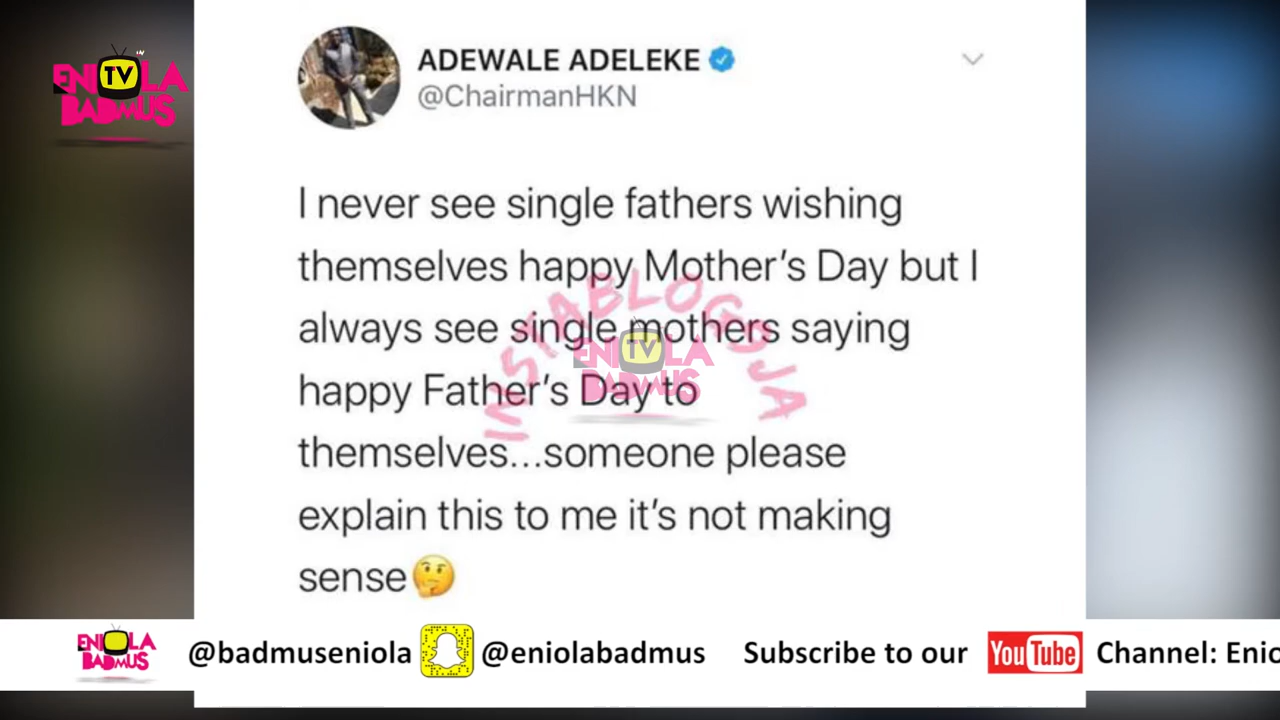 ENIOLA
TV
BADMUS
ADEWALE ADELEKE
@ChairmanHKN
I never see single fathers wishing
themselves happy Mother's Day but I
always see single mothers saying
happy Father's Day to
themselves...someone please
explain this to me it's not making
sense🤔
INSTABLOG9JA
ENIOLA
TV
BADMUS
ENIOLA
BADMUS
@badmuseniola @eniolabadmus Subscribe to our YouTube Channel: Enio